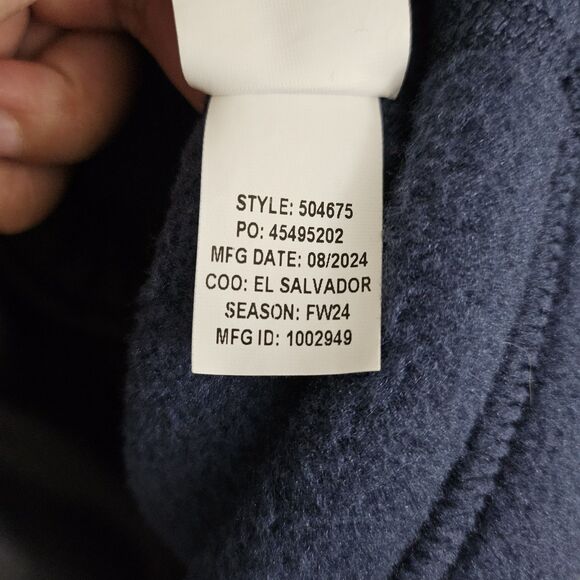 STYLE: 504675
PO: 45495202
MFG DATE: 08/2024
COO: EL SALVADOR
SEASON: FW24
MFG ID: 1002949